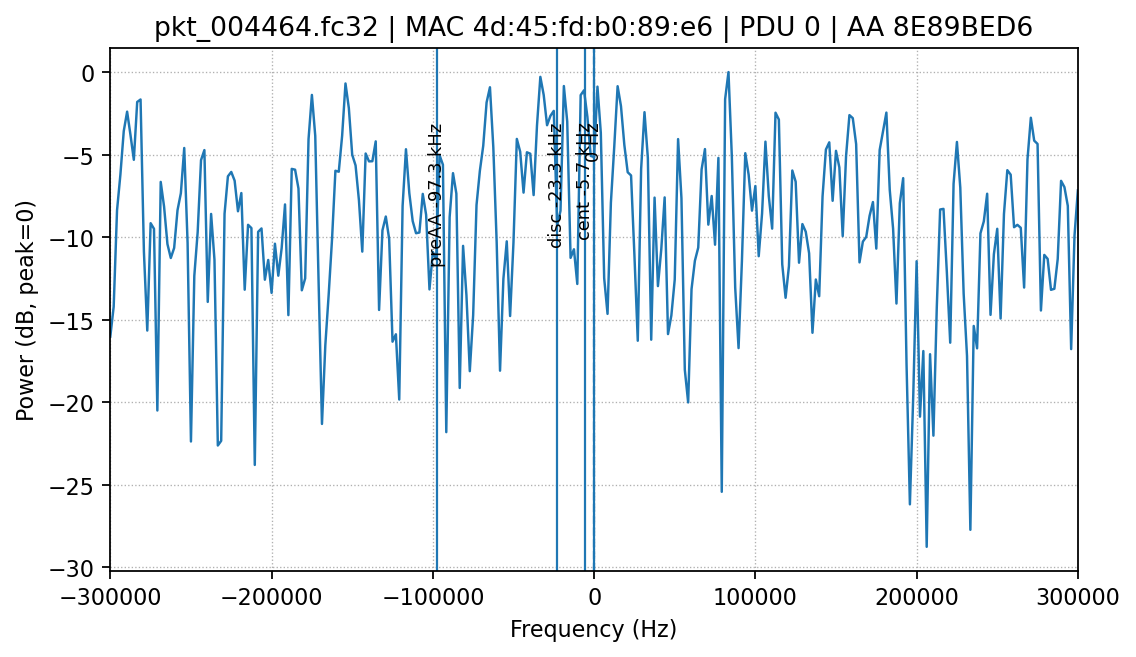 pkt_004464.fc32 | MAC 4d:45:fd:b0:89:e6 | PDU 0 | AA 8E89BED6
Power (dB, peak=0)
0
−5
−10
−15
−20
−25
−30
preAA -97.3 kHz
disc -23.3 kHz
cent -5.7 kHz
0 Hz
−300000
−200000
−100000
0
100000
200000
300000
Frequency (Hz)